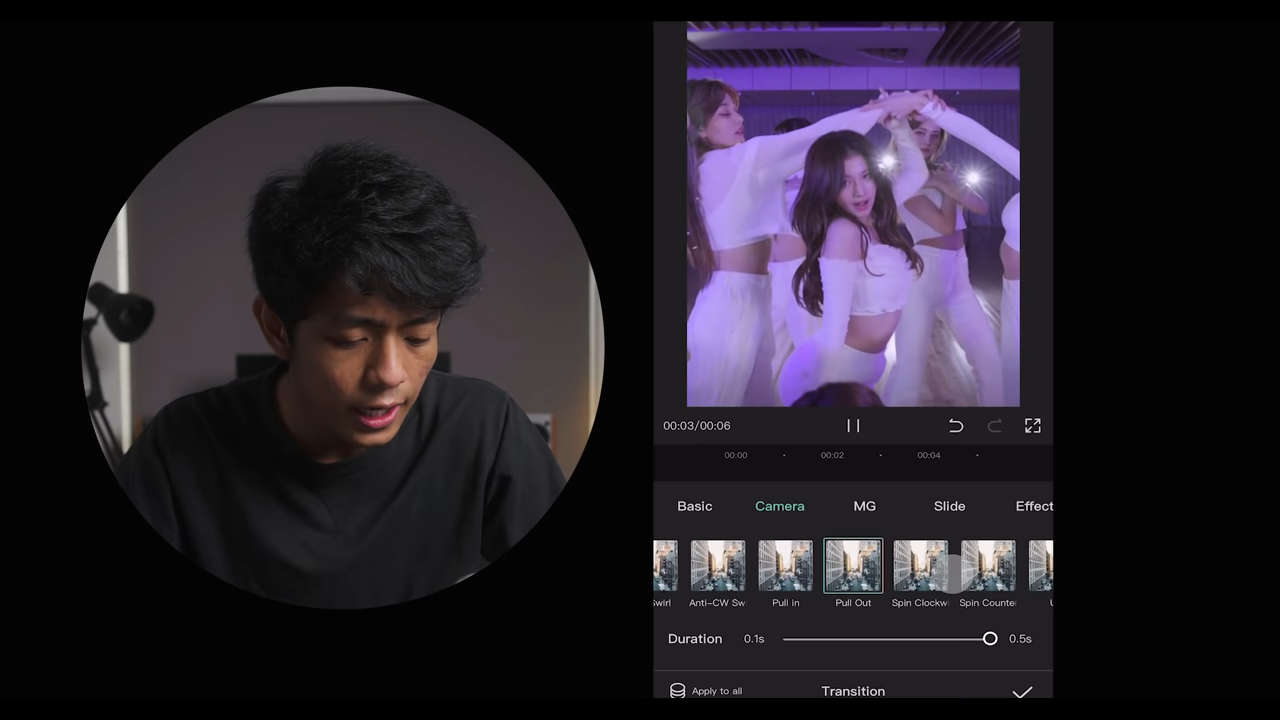 00:03/00:06
00:00 00:02 00:04
Basic Camera MG Slide Effect
Swirl Anti-CW Sw Pull in Pull Out Spin Clockw Spin Counte
Duration 0.1s 0.5s
Apply to all Transition